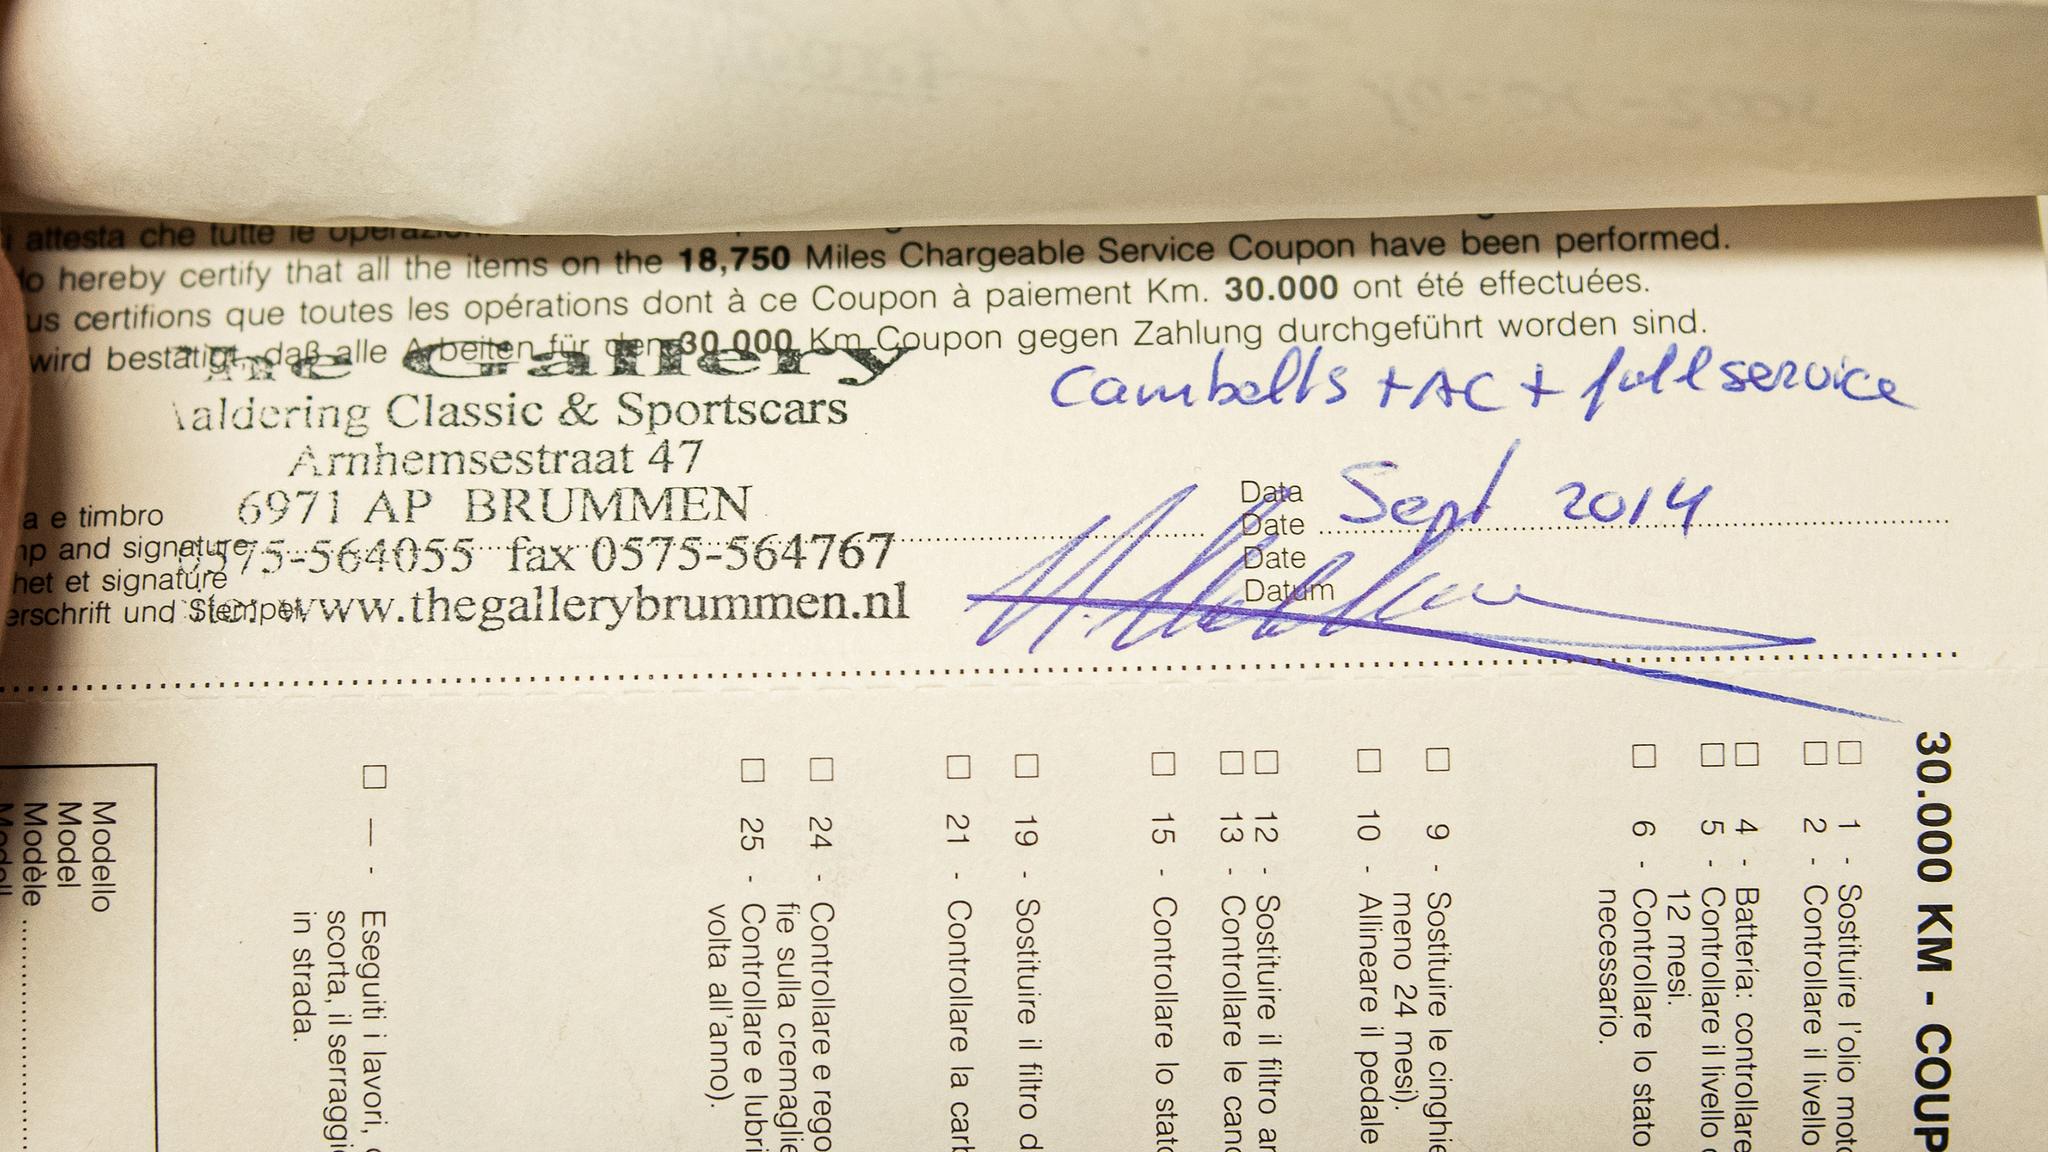 attesta che tutte le
hereby certify that all the items on the 18,750 Miles Chargeable Service Coupon have been performed.
us certifions que toutes les opérations dont à ce Coupon à paiement Km. 30.000 ont été effectuées.
wird bestätigt, daß alle Arbeiten für den 30.000 Km Coupon gegen Zahlung durchgeführt worden sind.
The Gallery
aldering Classic & Sportscars
Arnhemsestraat 47
6971 AP BRUMMEN
0575-564055 fax 0575-564767
www.thegallerybrummen.nl
Cambelts + AC + full service
a e timbro
mp and signature
het et signature
erschrift und Stempel
Data
Date
Date
Datum
Sept 2014
30.000 KM - COUP
1 - Sostituire l'olio moto
2 - Controllare il livello
4 - Batteria: controllare
5 - Controllare il livello
12 mesi.
6 - Controllare lo stato
necessario.
9 - Sostituire le cinghie
meno 24 mesi).
10 - Allineare il pedale
12 - Sostituire il filtro ar
13 - Controllare le cand
15 - Controllare lo stato
19 - Sostituire il filtro d
21 - Controllare la carb
24 - Controllare e rego
fie sulla cremaglie
25 - Controllare e lubri
volta all'anno).
— - Eseguiti i lavori,
scorta, il serraggi
in strada.
Modello
Model
Modèle